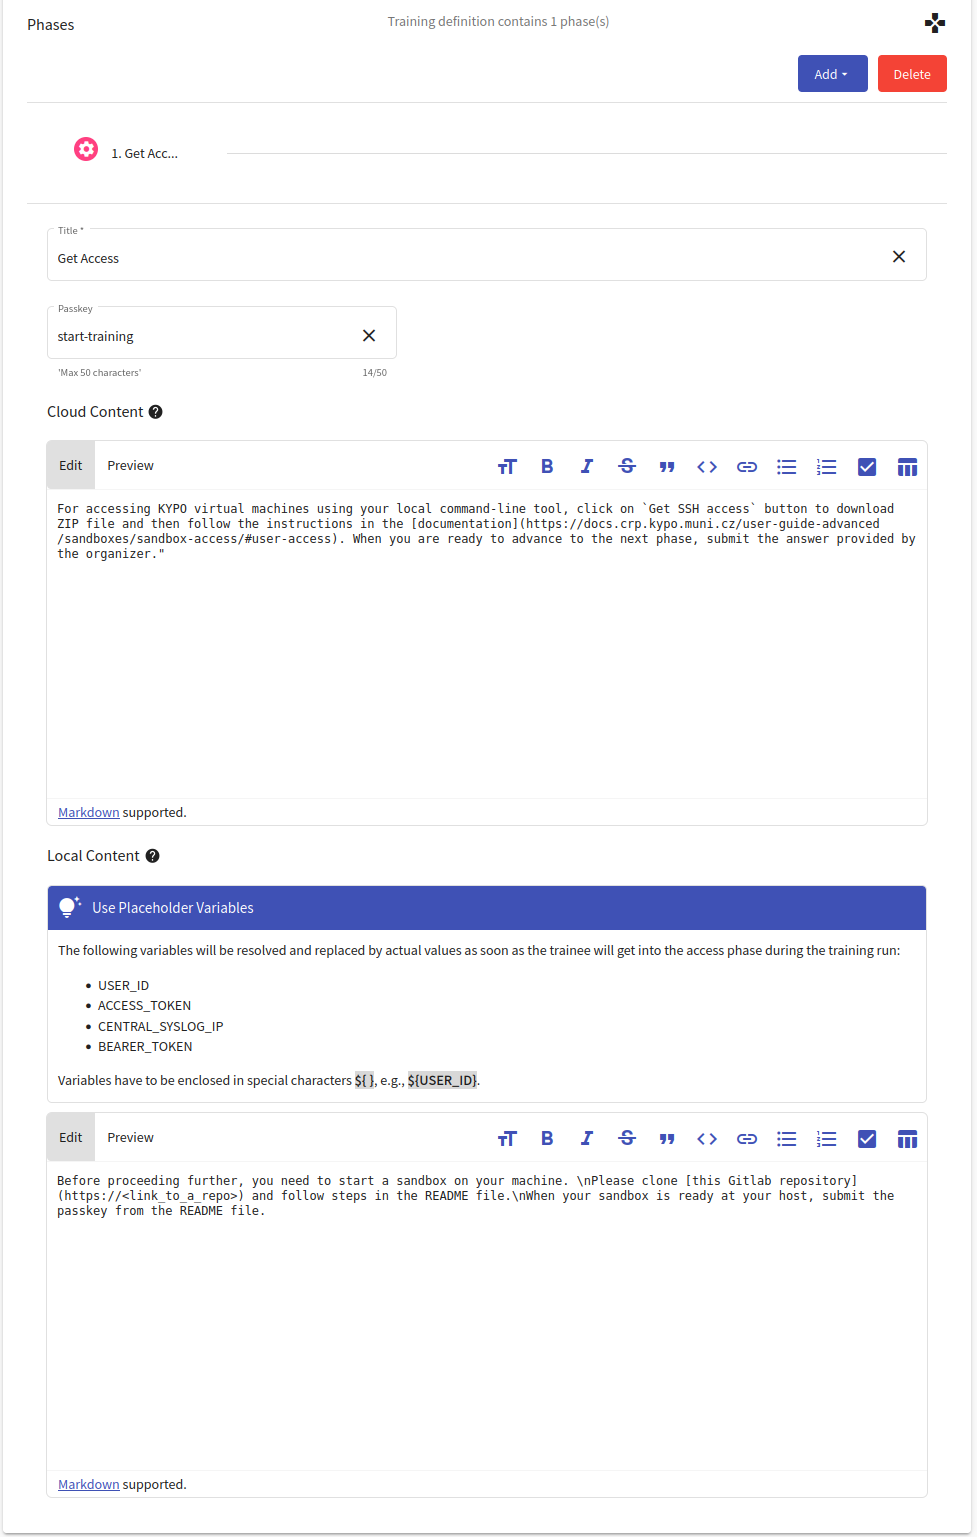 Phases
Training definition contains 1 phase(s)
Add
Delete
1. Get Acc...
Title *
Get Access
Passkey
start-training
'Max 50 characters'
14/50
Cloud Content
Edit
Preview
For accessing KYPO virtual machines using your local command-line tool, click on `Get SSH access` button to download
ZIP file and then follow the instructions in the [documentation](https://docs.crp.kypo.muni.cz/user-guide-advanced
/sandboxes/sandbox-access/#user-access). When you are ready to advance to the next phase, submit the answer provided by
the organizer."
Markdown supported.
Local Content
Use Placeholder Variables
The following variables will be resolved and replaced by actual values as soon as the trainee will get into the access phase during the training run:
• USER_ID
• ACCESS_TOKEN
• CENTRAL_SYSLOG_IP
• BEARER_TOKEN
Variables have to be enclosed in special characters ${ }, e.g., ${USER_ID}.
Edit
Preview
Before proceeding further, you need to start a sandbox on your machine. \nPlease clone [this Gitlab repository]
(https://<link_to_a_repo>) and follow steps in the README file.\nWhen your sandbox is ready at your host, submit the
passkey from the README file.
Markdown supported.